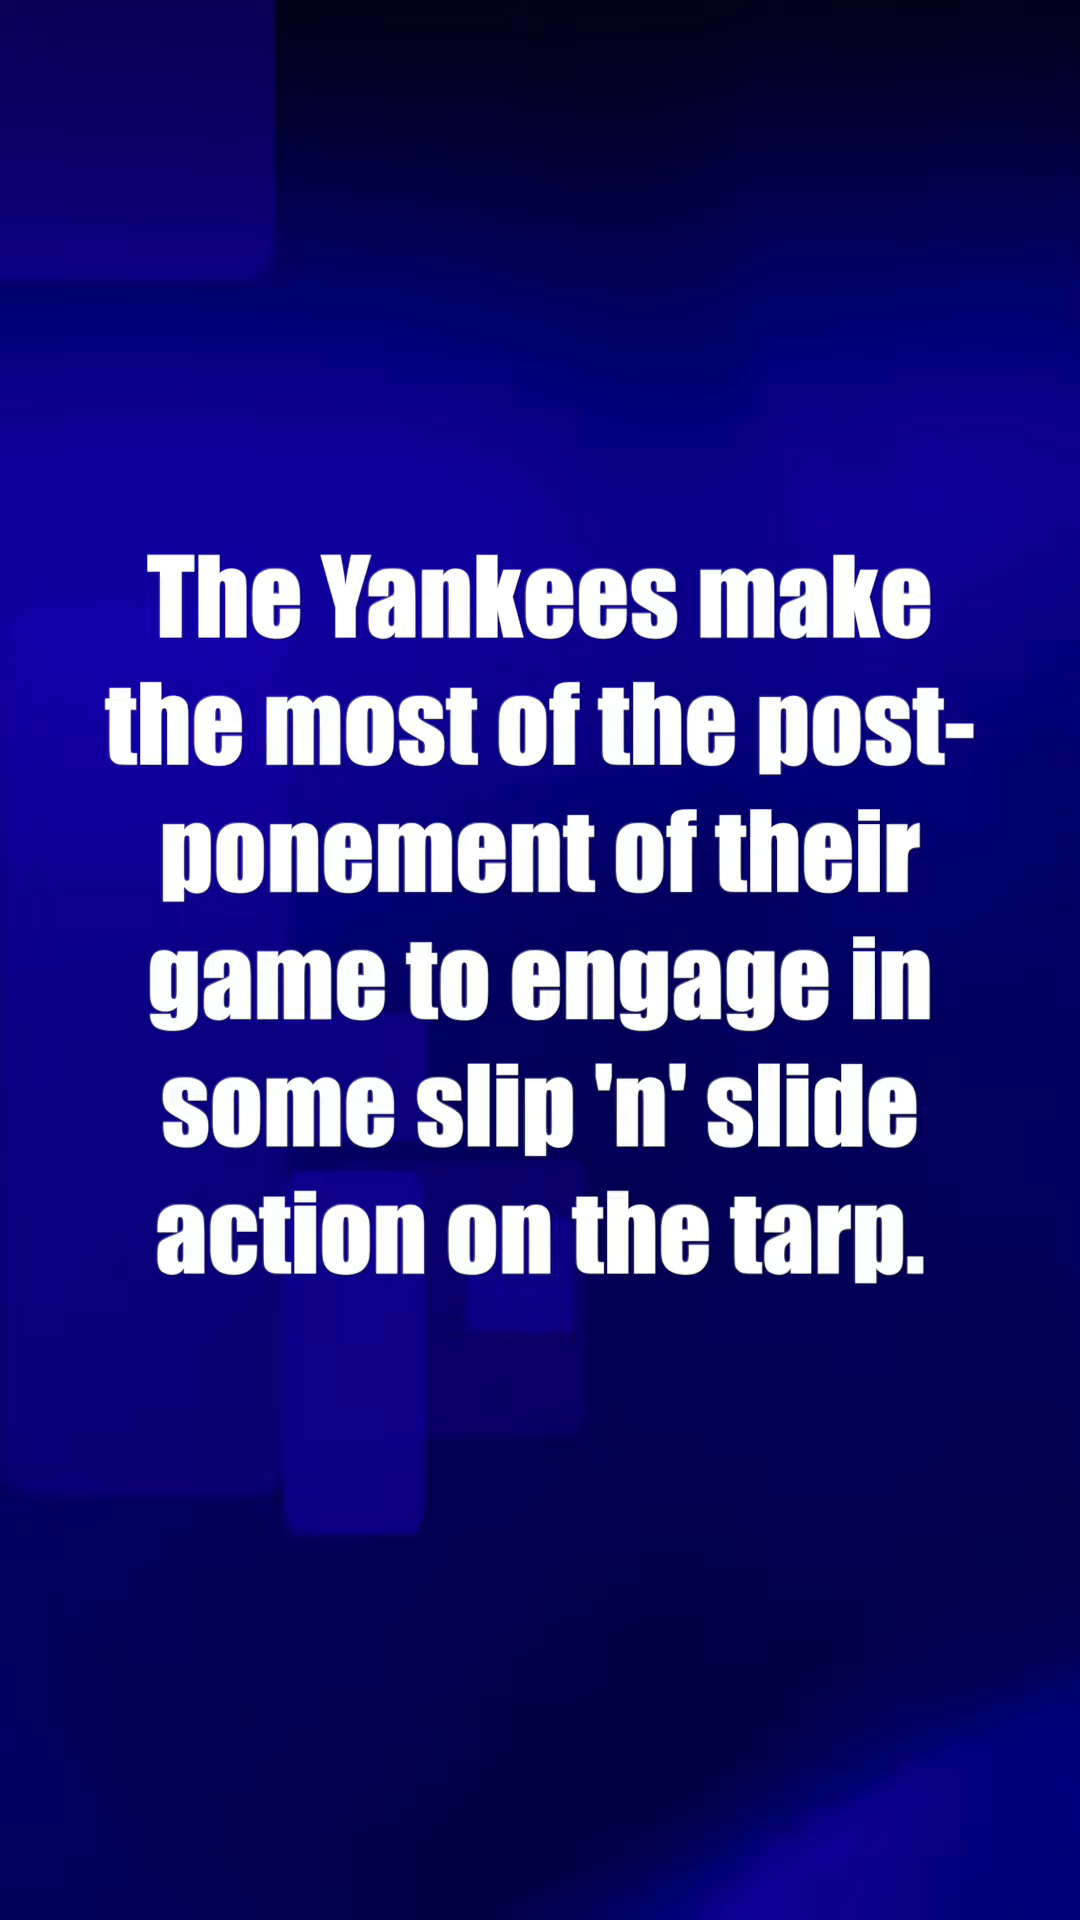 The Yankees make
the most of the post-
ponement of their
game to engage in
some slip 'n' slide
action on the tarp.